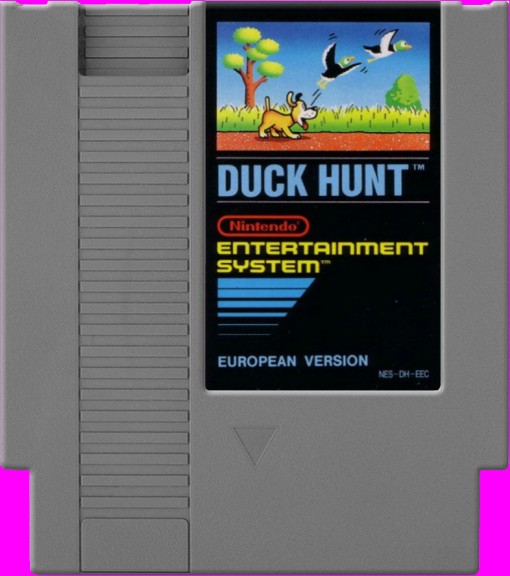 DUCK HUNT™
Nintendo®
ENTERTAINMENT
SYSTEM™
EUROPEAN VERSION
NES-DH-EEC